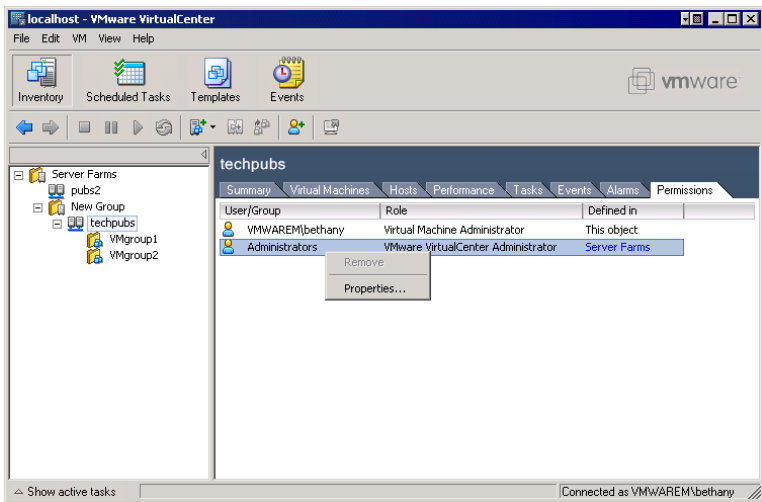 localhost - VMware VirtualCenter
File Edit VM View Help
Inventory Scheduled Tasks Templates Events
vmware
Server Farms
pubs2
New Group
techpubs
VMgroup1
VMgroup2
techpubs
Summary Virtual Machines Hosts Performance Tasks Events Alarms Permissions
User/Group Role Defined in
VMWAREM\bethany Virtual Machine Administrator This object
Administrators VMware VirtualCenter Administrator Server Farms
Remove
Properties...
Show active tasks Connected as VMWAREM\bethany